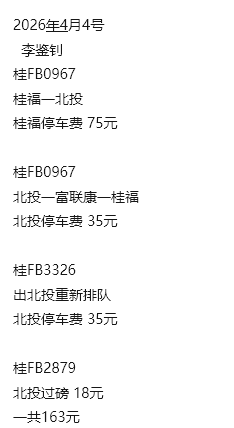 2026年4月4号
李鉴钊
桂FB0967
桂福一北投
桂福停车费 75元
桂FB0967
北投一富联康一桂福
北投停车费 35元
桂FB3326
出北投重新排队
北投停车费 35元
桂FB2879
北投过磅 18元
一共163元